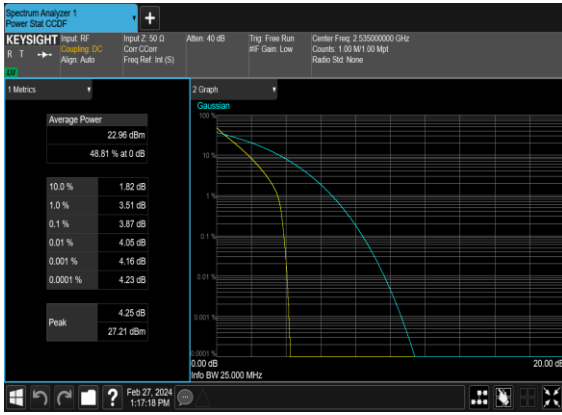 Spectrum Analyzer 1
Power Stat CCDF
KEYSIGHT
R T
LXI
Input: RF
Coupling: DC
Align: Auto
Input Z: 50 Ω
Corr CCorr
Freq Ref: Int (S)
Atten: 40 dB
Trig: Free Run
#IF Gain: Low
Center Freq: 2.535000000 GHz
Counts: 1.00 M/1.00 Mpt
Radio Std: None
1 Metrics
Average Power
22.96 dBm
48.81 % at 0 dB
10.0 % 1.82 dB
1.0 % 3.51 dB
0.1 % 3.87 dB
0.01 % 4.05 dB
0.001 % 4.16 dB
0.0001 % 4.23 dB
Peak
4.25 dB
27.21 dBm
2 Graph
Gaussian
100 %
10 %
1 %
0.1 %
0.01 %
0.001 %
0.0001 %
0.00 dB
20.00 dB
Info BW 25.000 MHz
Feb 27, 2024
1:17:18 PM